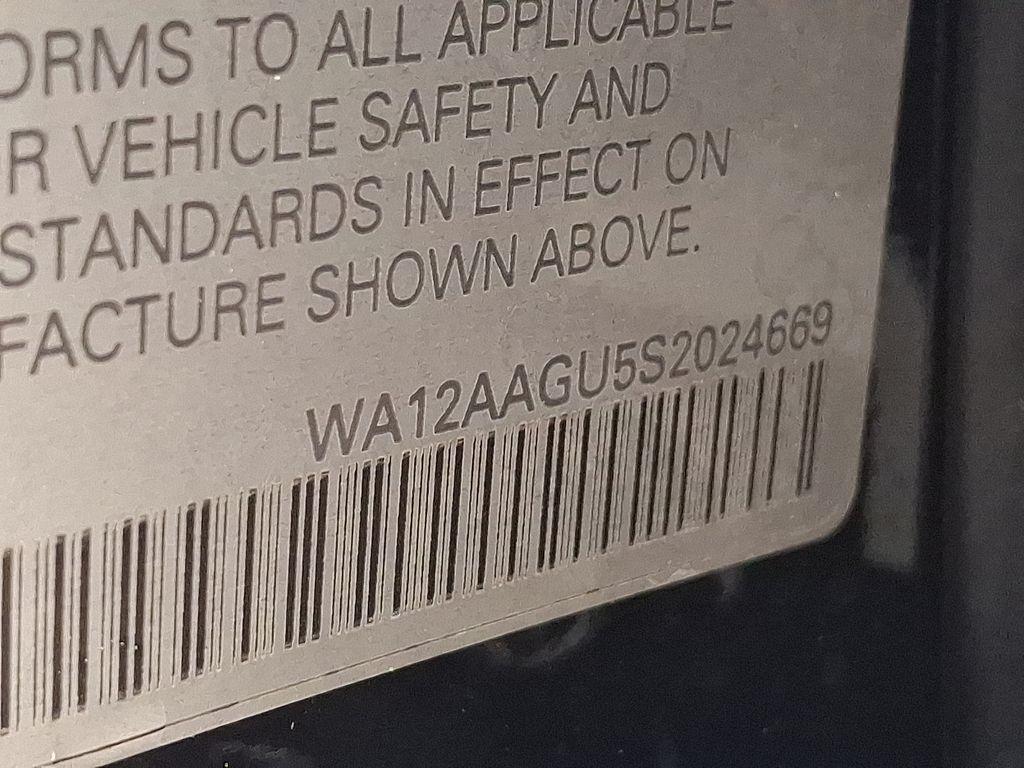 ORMS TO ALL APPLICABLE
R VEHICLE SAFETY AND
STANDARDS IN EFFECT ON
FACTURE SHOWN ABOVE.
WA12AAGU5S2024669